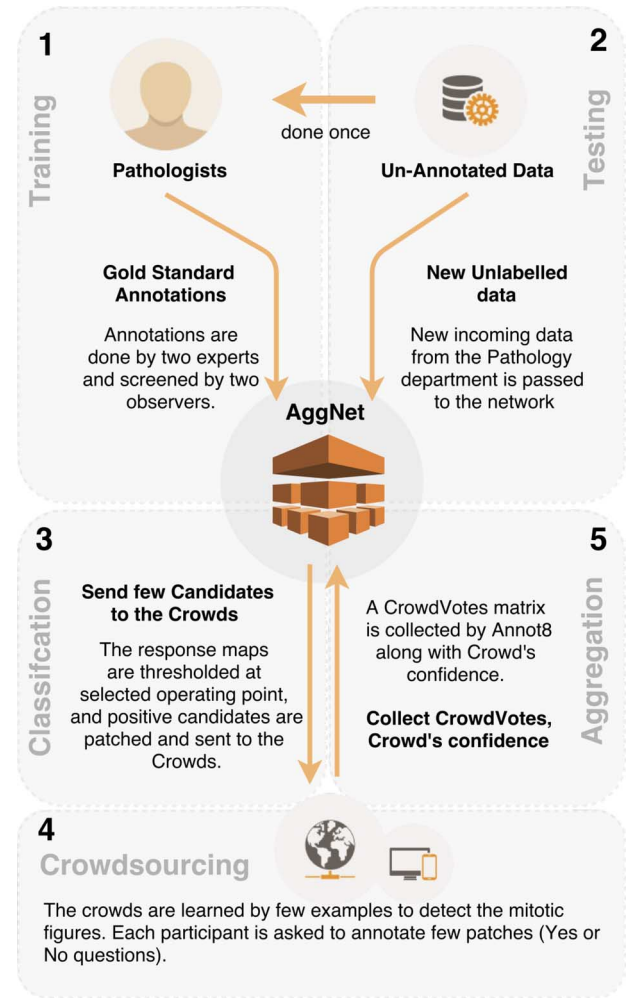 1
Training
Pathologists
done once
2
Testing
Un-Annotated Data
Gold Standard
Annotations
Annotations are
done by two experts
and screened by two
observers.
New Unlabelled
data
New incoming data
from the Pathology
department is passed
to the network
AggNet
3
Classifcation
Send few Candidates
to the Crowds
The response maps
are thresholded at
selected operating point,
and positive candidates are
patched and sent to the
Crowds.
5
Aggregation
A CrowdVotes matrix
is collected by Annot8
along with Crowd's
confidence.
Collect CrowdVotes,
Crowd's confidence
4
Crowdsourcing
The crowds are learned by few examples to detect the mitotic
figures. Each participant is asked to annotate few patches (Yes or
No questions).